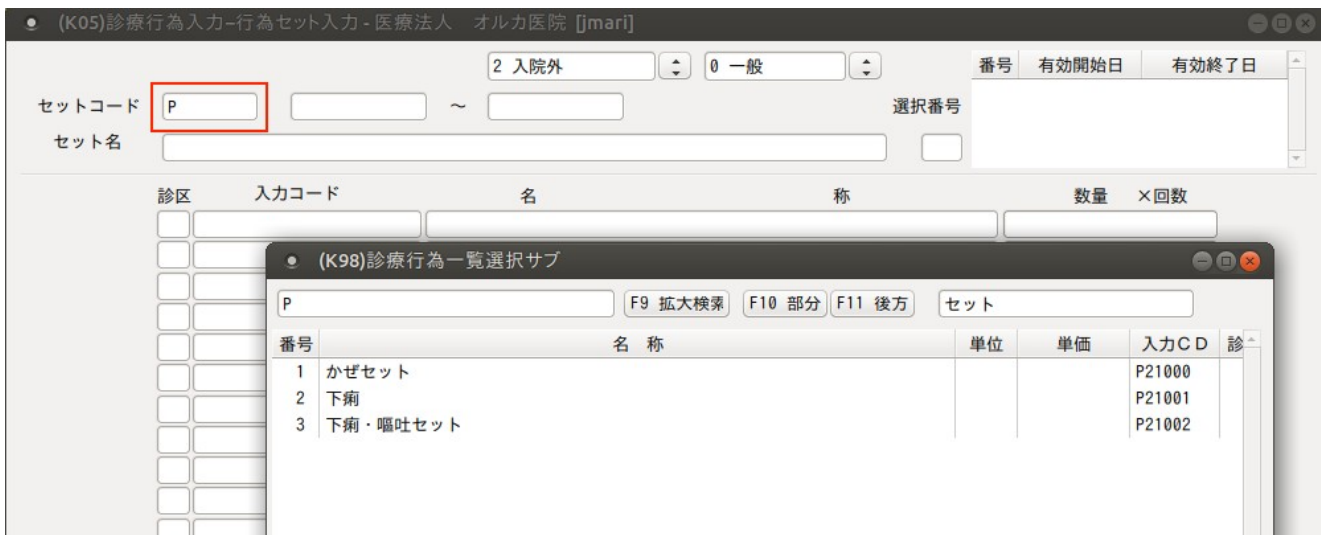 (K05)診療行為入力–行為セット入力 - 医療法人　オルカ医院 [jmari]
2 入院外 0 一般 番号 有効開始日 有効終了日
セットコード P ～ 選択番号
セット名
診区 入力コード 名 称 数量 ×回数
(K98)診療行為一覧選択サブ
P F9 拡大検索 F10 部分 F11 後方 セット
番号 名 称 単位 単価 入力ＣＤ 診
1 かぜセット P21000
2 下痢 P21001
3 下痢・嘔吐セット P21002